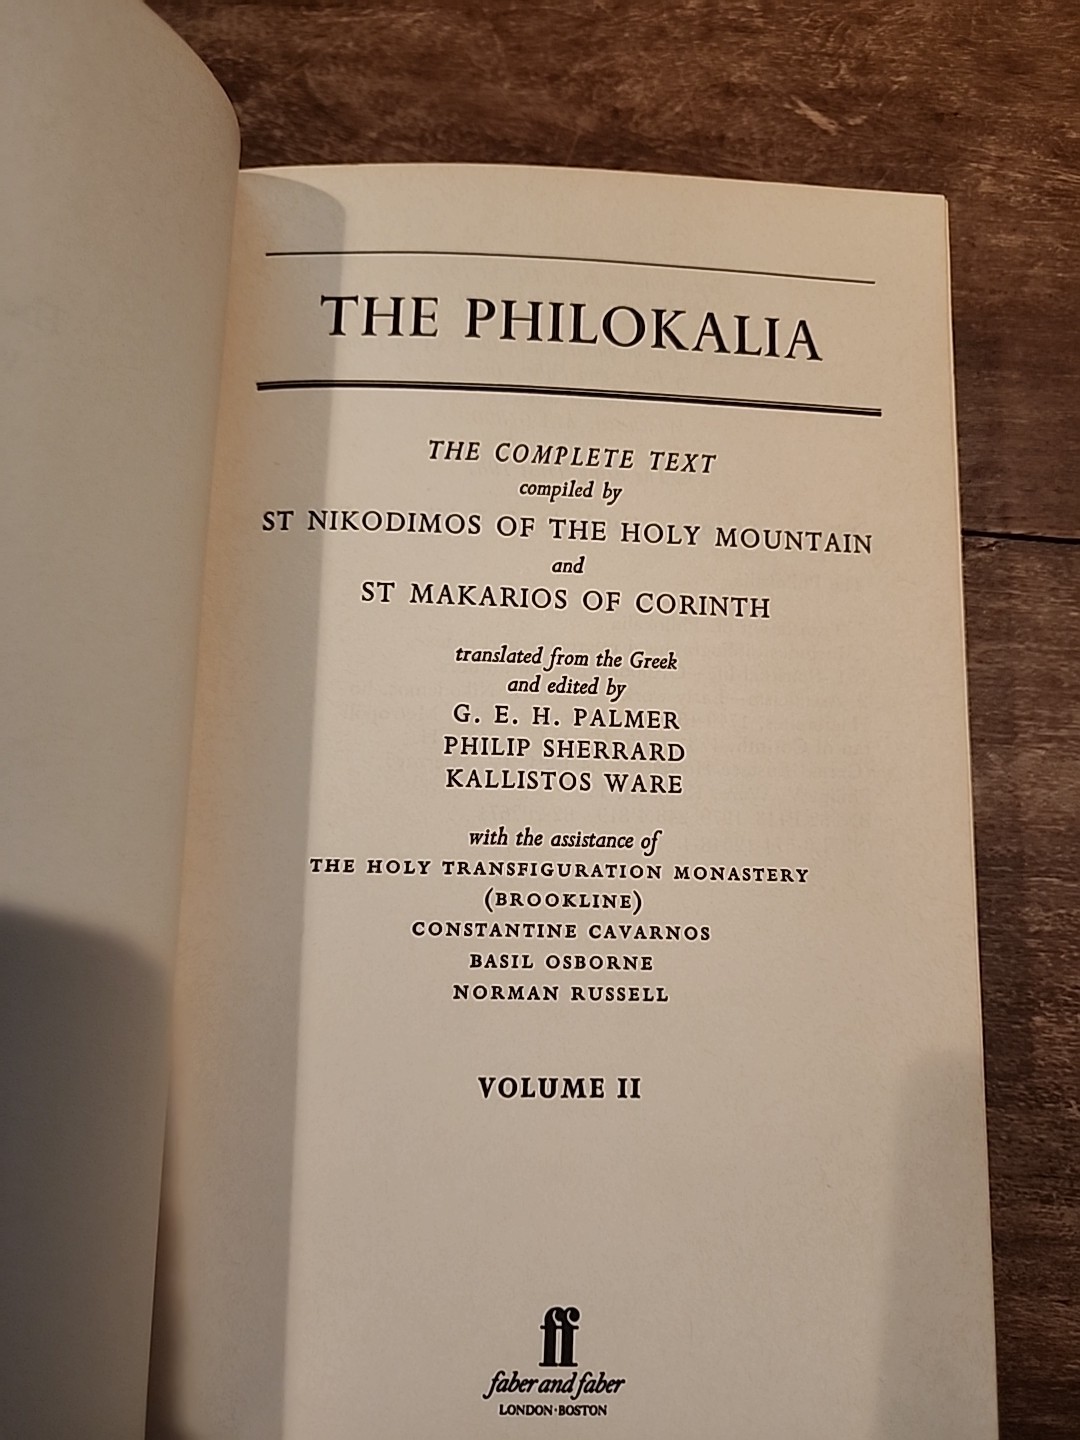 THE PHILOKALIA
THE COMPLETE TEXT
compiled by
ST NIKODIMOS OF THE HOLY MOUNTAIN
and
ST MAKARIOS OF CORINTH
translated from the Greek
and edited by
G. E. H. PALMER
PHILIP SHERRARD
KALLISTOS WARE
with the assistance of
THE HOLY TRANSFIGURATION MONASTERY
(BROOKLINE)
CONSTANTINE CAVARNOS
BASIL OSBORNE
NORMAN RUSSELL
VOLUME II
ff
faber and faber
LONDON·BOSTON